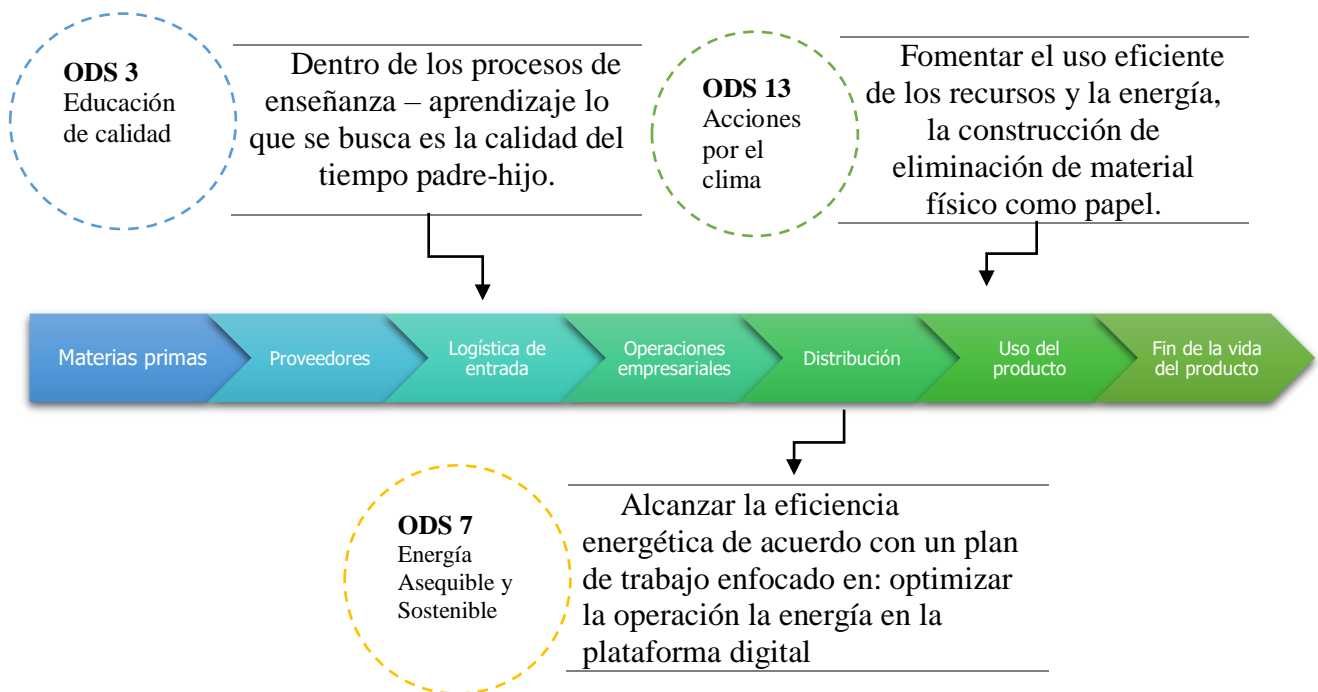 ODS 3
Educación
de calidad
Dentro de los procesos de
enseñanza – aprendizaje lo
que se busca es la calidad del
tiempo padre-hijo.
ODS 13
Acciones
por el
clima
Fomentar el uso eficiente
de los recursos y la energía,
la construcción de
eliminación de material
físico como papel.
Materias primas
Proveedores
Logística de
entrada
Operaciones
empresariales
Distribución
Uso del
producto
Fin de la vida
del producto
ODS 7
Energía
Asequible y
Sostenible
Alcanzar la eficiencia
energética de acuerdo con un plan
de trabajo enfocado en: optimizar
la operación la energía en la
plataforma digital